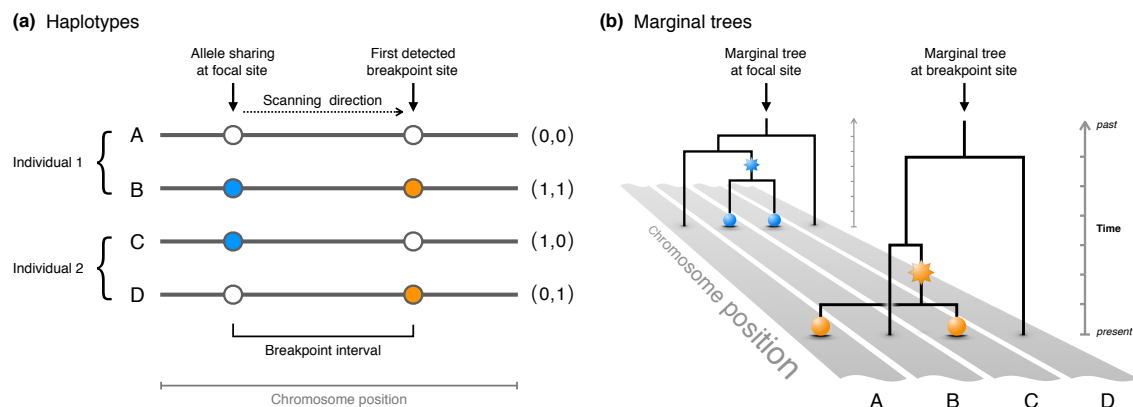 (a) Haplotypes
Allele sharing
at focal site
First detected
breakpoint site
Scanning direction
Individual 1
A
(0,0)
B
(1,1)
Individual 2
C
(1,0)
D
(0,1)
Breakpoint interval
Chromosome position
(b) Marginal trees
Marginal tree
at focal site
Marginal tree
at breakpoint site
past
Time
present
Chromosome position
A B C D